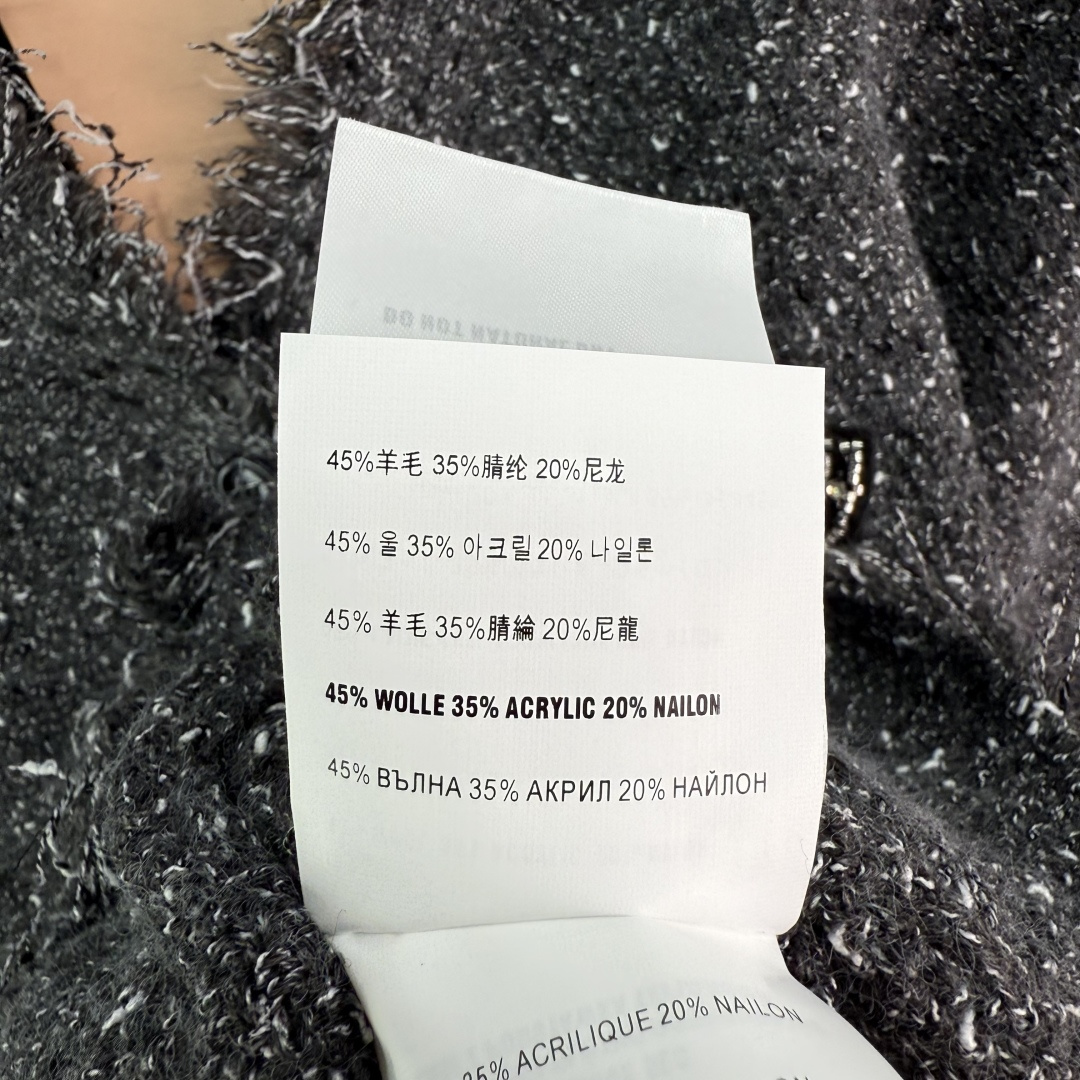 45%羊毛 35%腈纶 20%尼龙
45% 울 35% 아크릴 20% 나일론
45% 羊毛 35%腈綸 20%尼龍
45% WOLLE 35% ACRYLIC 20% NAILON
45% ВЪЛНА 35% АКРИЛ 20% НАЙЛОН
35% ACRILIQUE 20% NAILON